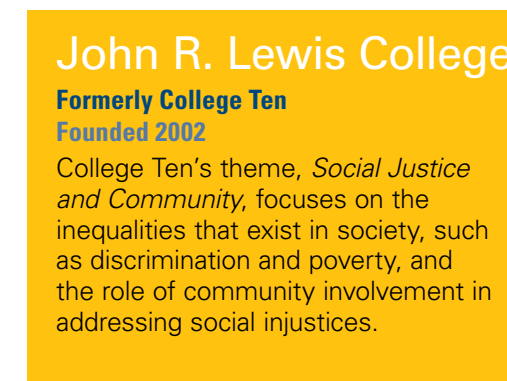 John R. Lewis College
Formerly College Ten
Founded 2002
College Ten’s theme, Social Justice
and Community, focuses on the
inequalities that exist in society, such
as discrimination and poverty, and
the role of community involvement in
addressing social injustices.